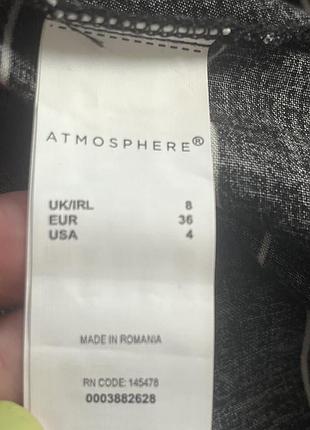 ATMOSPHERE®
UK/IRL 8
EUR 36
USA 4
MADE IN ROMANIA
RN CODE: 145478
0003882628